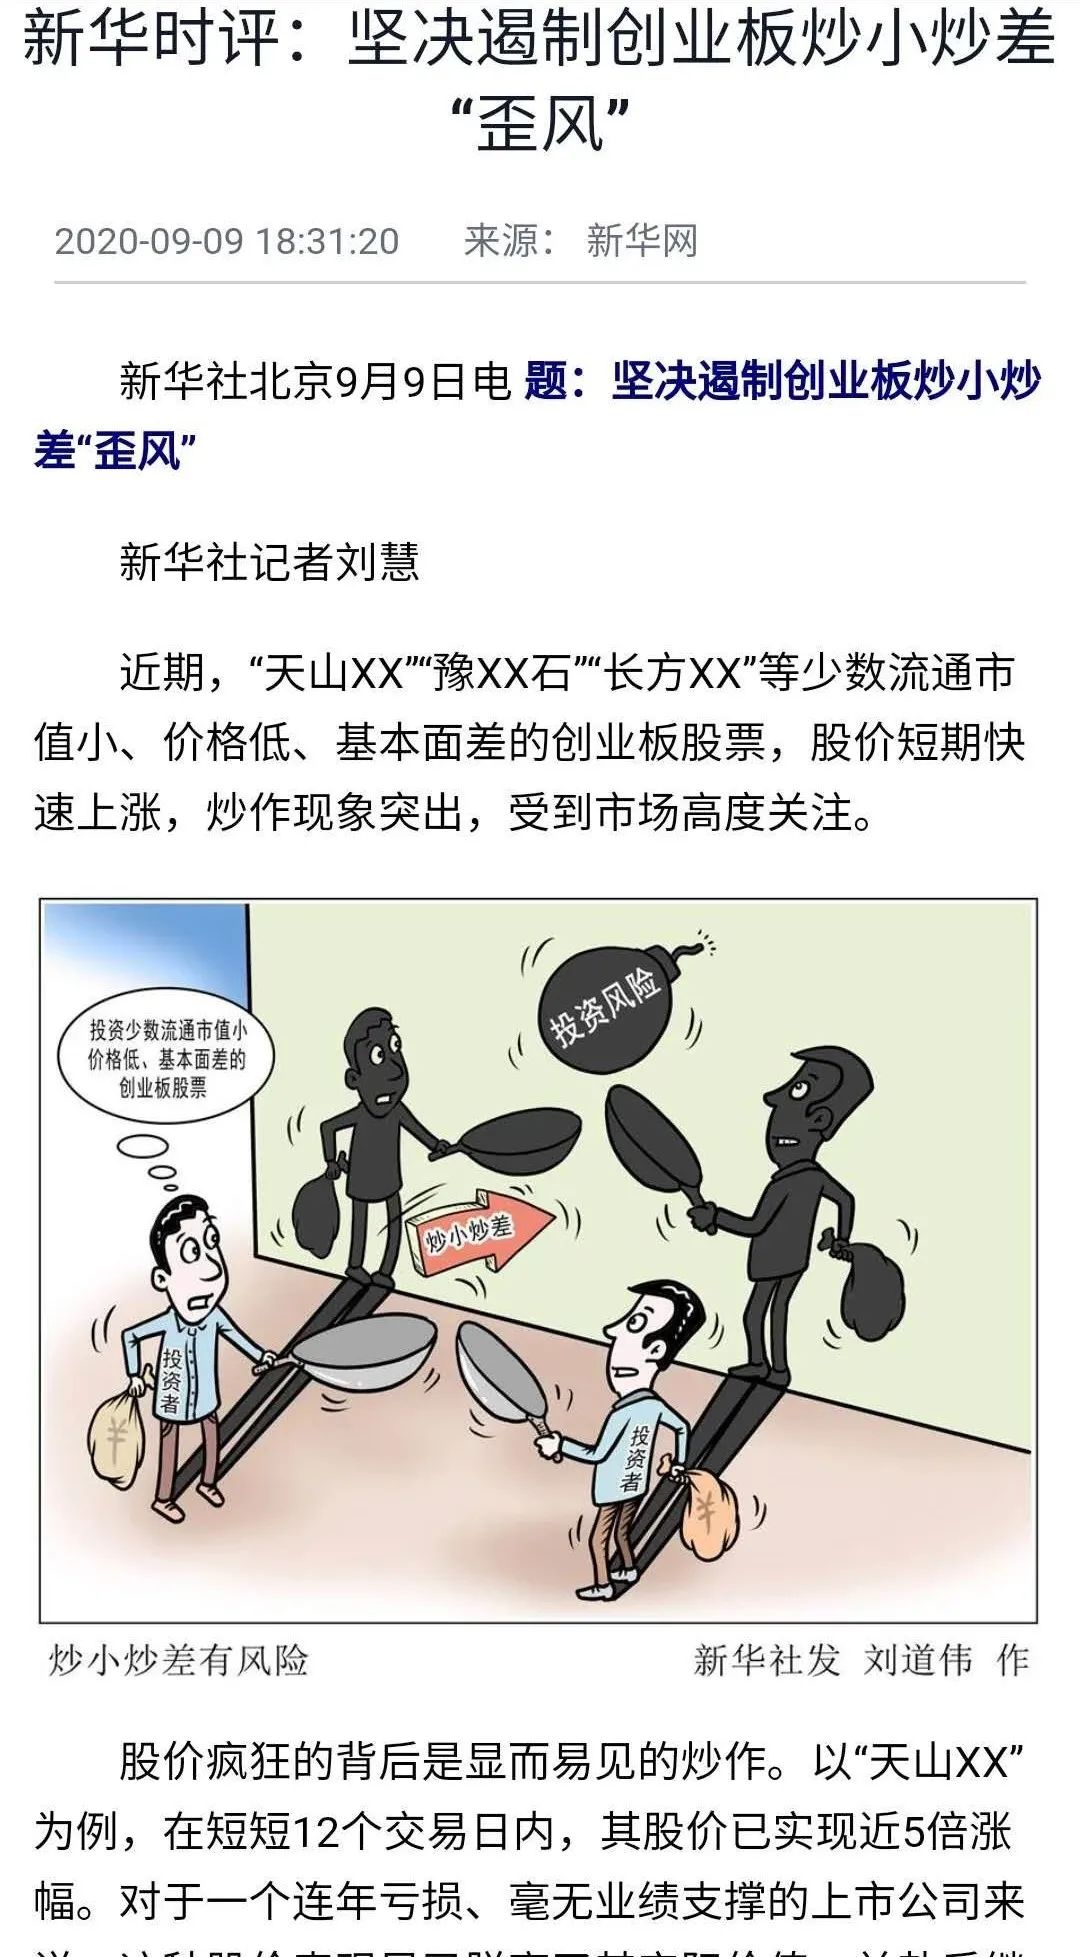 新华时评：坚决遏制创业板炒小炒差
“歪风”
2020-09-09 18:31:20 来源： 新华网
新华社北京9月9日电 题：坚决遏制创业板炒小炒
差“歪风”
新华社记者刘慧
近期，“天山XX”“豫XX石”“长方XX”等少数流通市
值小、价格低、基本面差的创业板股票，股价短期快
速上涨，炒作现象突出，受到市场高度关注。
投资风险
投资少数流通市值小
价格低、基本面差的
创业板股票
炒小炒差
投资者
¥
投资者
¥
炒小炒差有风险 新华社发 刘道伟 作
股价疯狂的背后是显而易见的炒作。以“天山XX”
为例，在短短12个交易日内，其股价已实现近5倍涨
幅。对于一个连年亏损、毫无业绩支撑的上市公司来